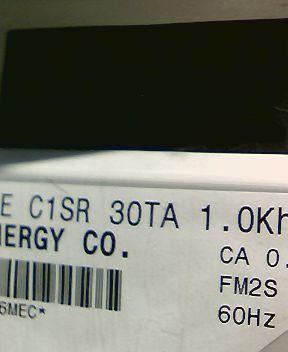 E C1SR 30TA 1.0Kh
NERGY CO.
CA 0.
FM2S
6MEC*
60Hz